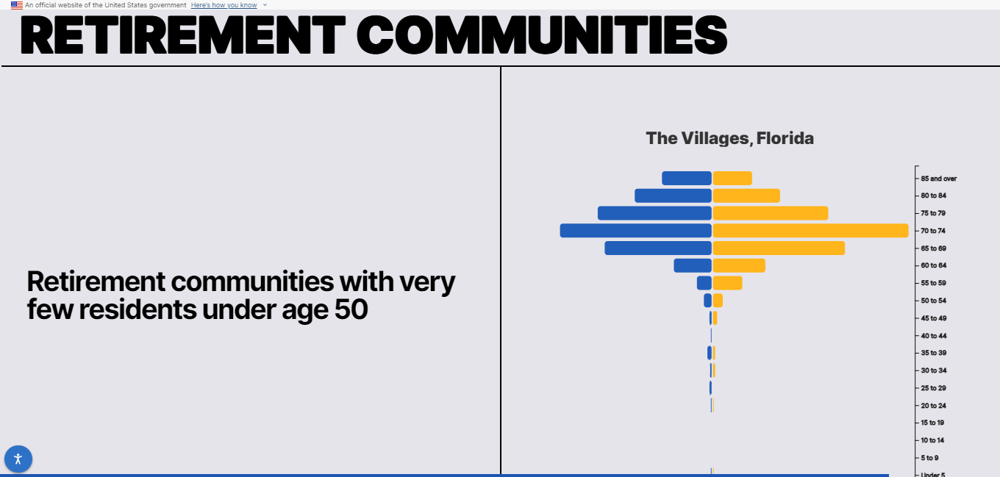 An official website of the United States government Here's how you know
RETIREMENT COMMUNITIES
Retirement communities with very
few residents under age 50
The Villages, Florida
85 and over
80 to 84
75 to 79
70 to 74
65 to 69
60 to 64
55 to 59
50 to 54
45 to 49
40 to 44
35 to 39
30 to 34
25 to 29
20 to 24
15 to 19
10 to 14
5 to 9
Under 5